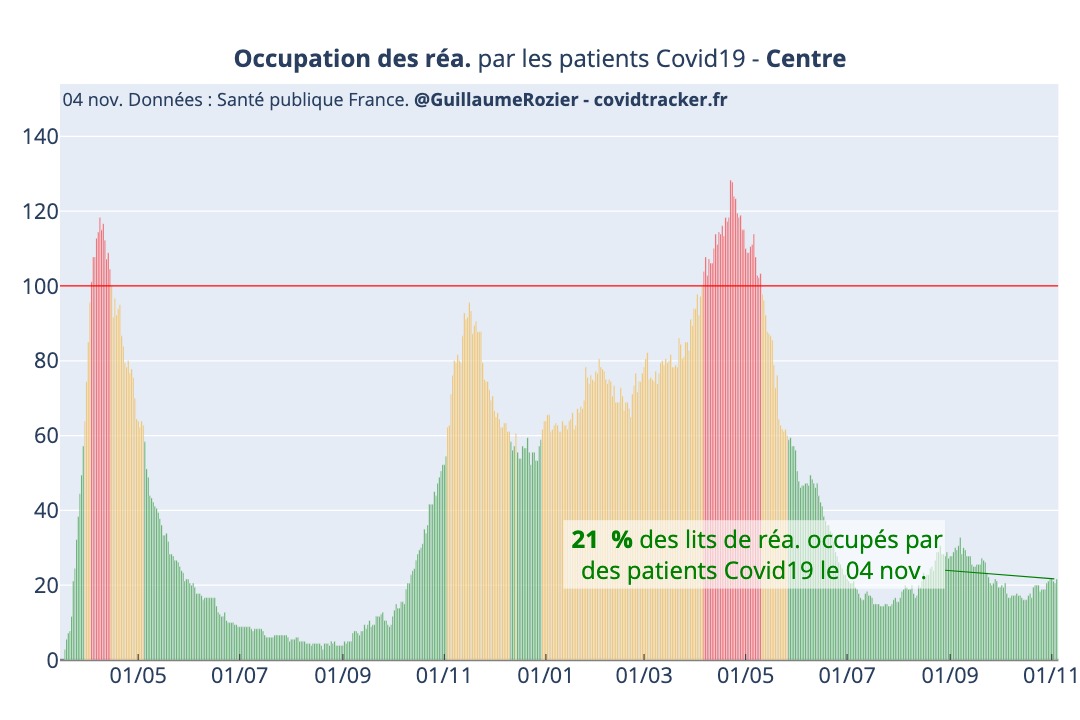 Occupation des réa. par les patients Covid19 - Centre
04 nov. Données : Santé publique France. @GuillaumeRozier - covidtracker.fr
140
120
100
80
60
40
20
0
21 % des lits de réa. occupés par
des patients Covid19 le 04 nov.
01/05 01/07 01/09 01/11 01/01 01/03 01/05 01/07 01/09 01/11